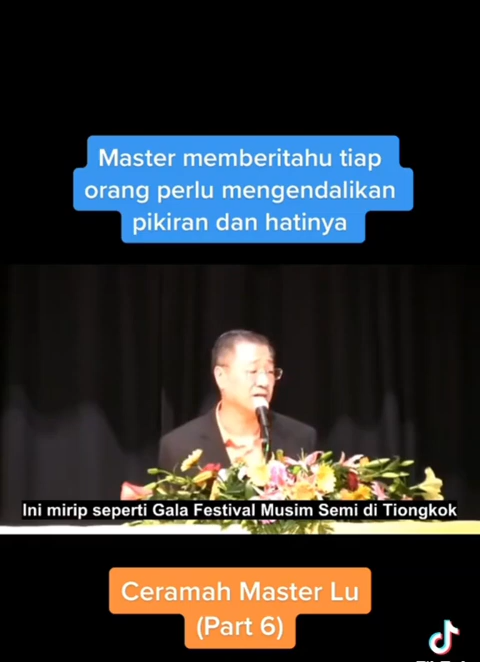 Master memberitahu tiap
orang perlu mengendalikan
pikiran dan hatinya
Ini mirip seperti Gala Festival Musim Semi di Tiongkok
Ceramah Master Lu
(Part 6)